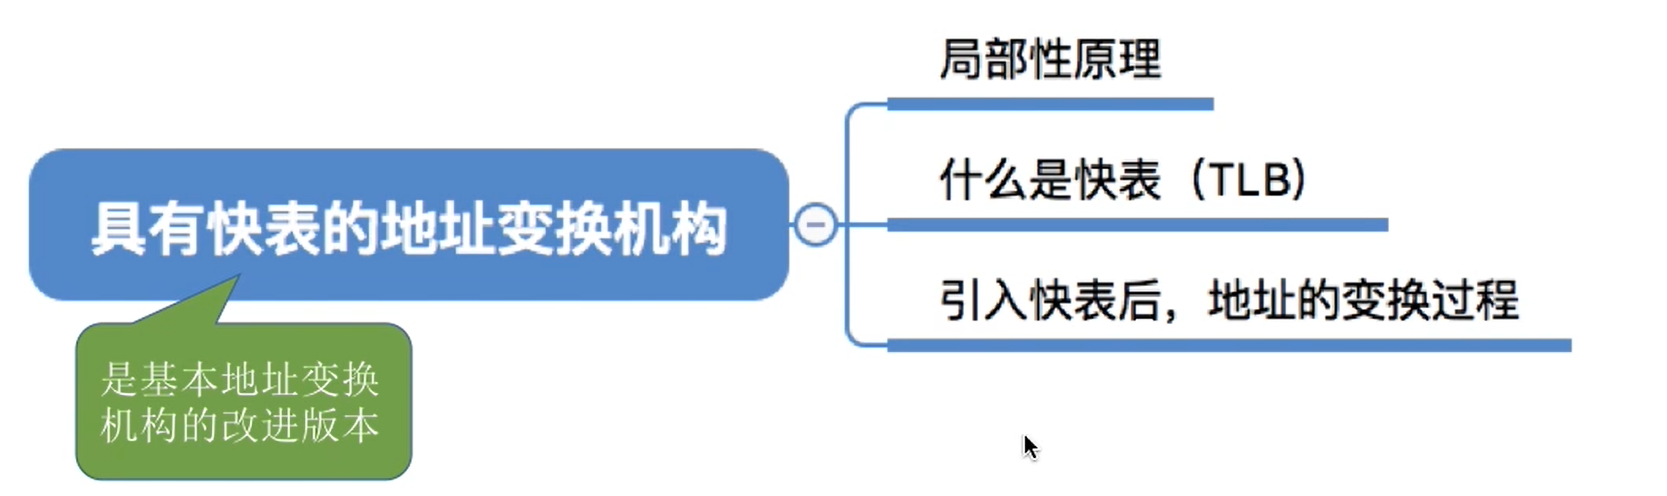 局部性原理
什么是快表（TLB）
具有快表的地址变换机构
引入快表后，地址的变换过程
是基本地址变换
机构的改进版本